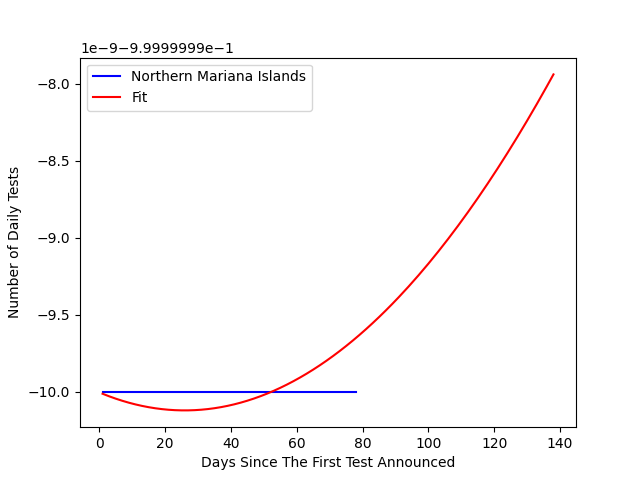 1e−9−9.9999999e−1
Northern Mariana Islands
Fit
−8.0
−8.5
−9.0
−9.5
−10.0
Number of Daily Tests
0 20 40 60 80 100 120 140
Days Since The First Test Announced